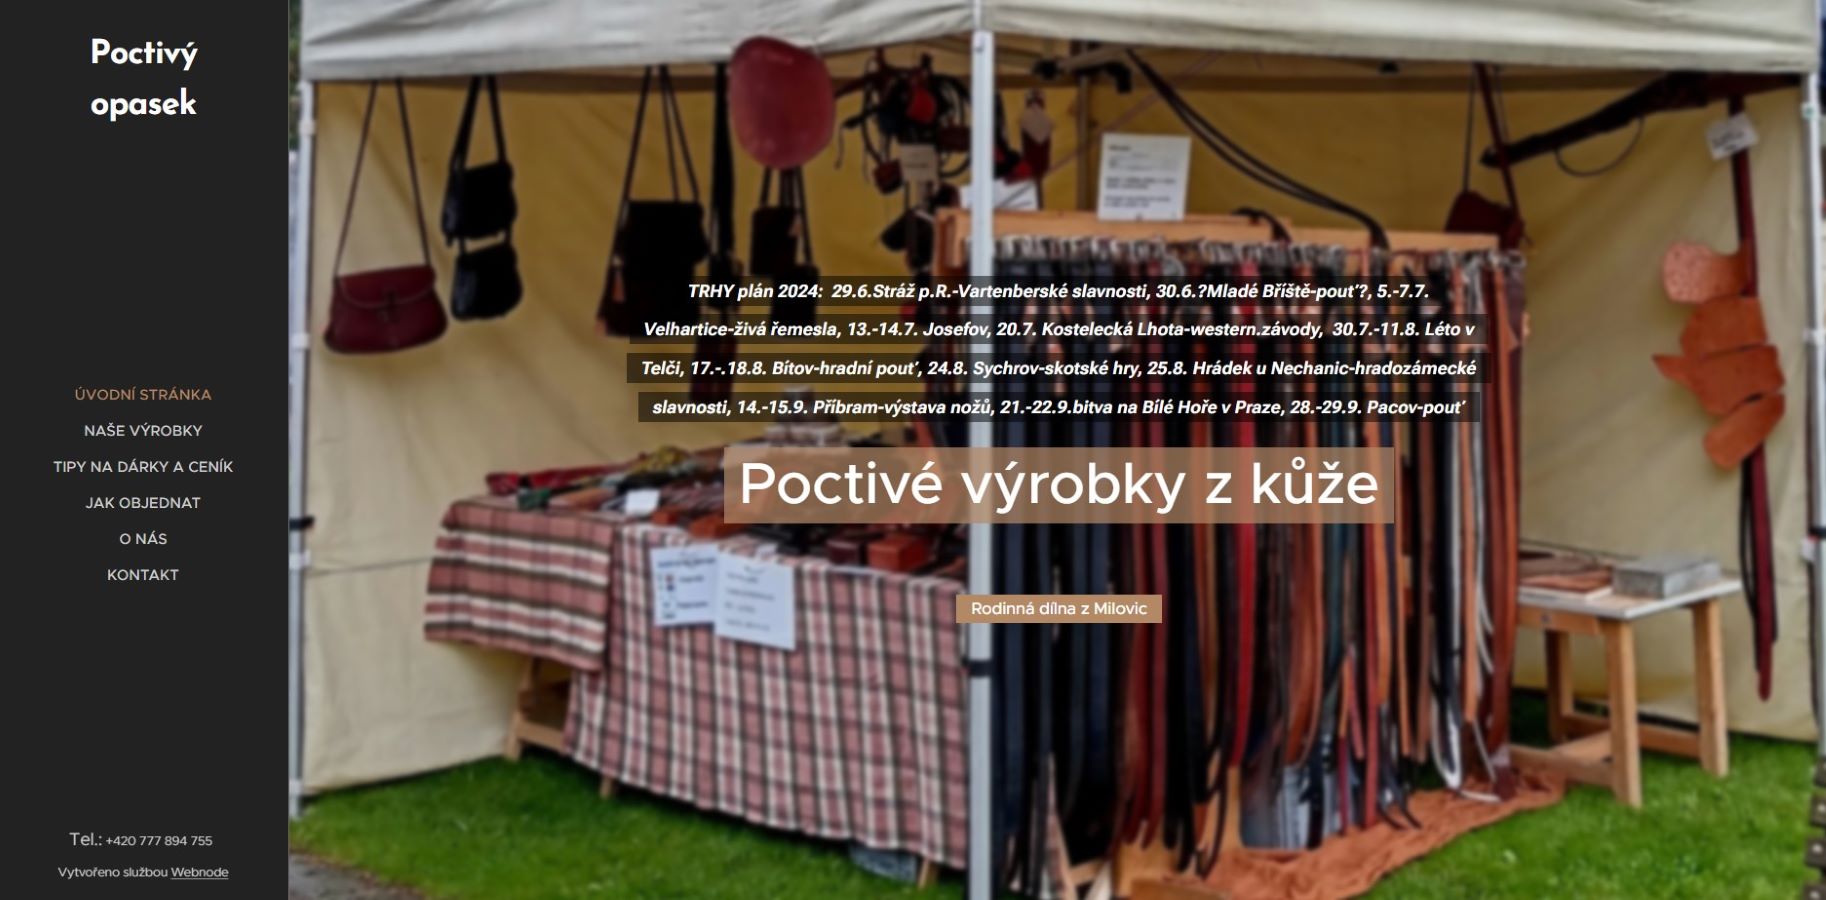 Poctivý
opasek
ÚVODNÍ STRÁNKA
NAŠE VÝROBKY
TIPY NA DÁRKY A CENÍK
JAK OBJEDNAT
O NÁS
KONTAKT
Tel.: +420 777 894 755
Vytvořeno službou Webnode
TRHY plán 2024:  29.6.Stráž p.R.-Vartenberské slavnosti, 30.6.?Mladé Bříště-pouť?, 5.-7.7.
Velhartice-živá řemesla, 13.-14.7. Josefov, 20.7. Kostelecká Lhota-western.závody,  30.7.-11.8. Léto v
Telči, 17.-.18.8. Bítov-hradní pouť, 24.8. Sychrov-skotské hry, 25.8. Hrádek u Nechanic-hradozámecké
slavnosti, 14.-15.9. Příbram-výstava nožů, 21.-22.9.bitva na Bílé Hoře v Praze, 28.-29.9. Pacov-pouť
Poctivé výrobky z kůže
Rodinná dílna z Milovic